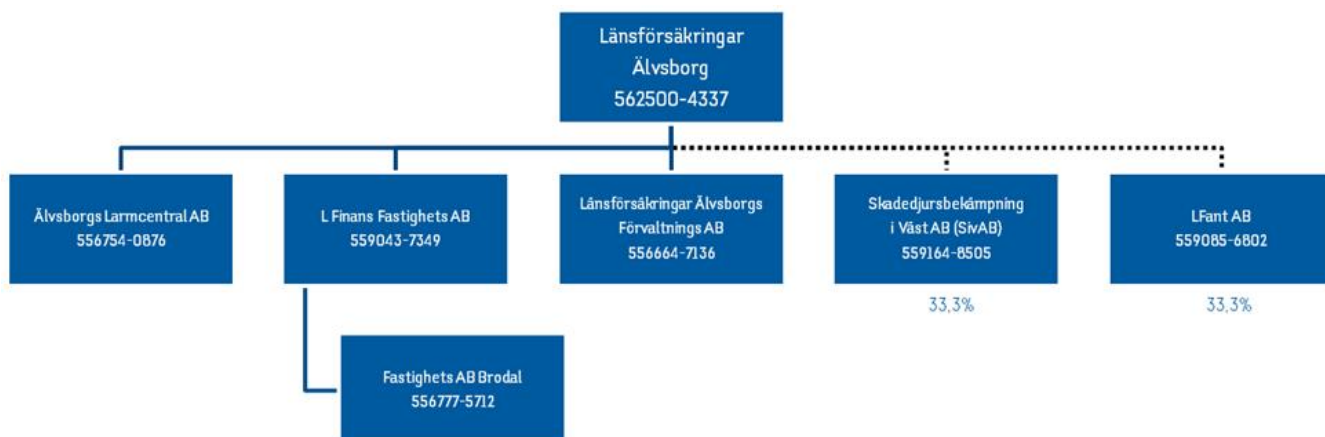 Länsförsäkringar
Älvsborg
562500-4337
Älvsborgs Larmcentral AB
556754-0876
L Finans Fastighets AB
559043-7349
Länsförsäkringar Älvsborgs
Förvaltnings AB
556664-7136
Skadedjursbekämpning
i Väst AB (SivAB)
559164-8505
LFant AB
559085-6802
33,3%
33,3%
Fastighets AB Brodal
556777-5712